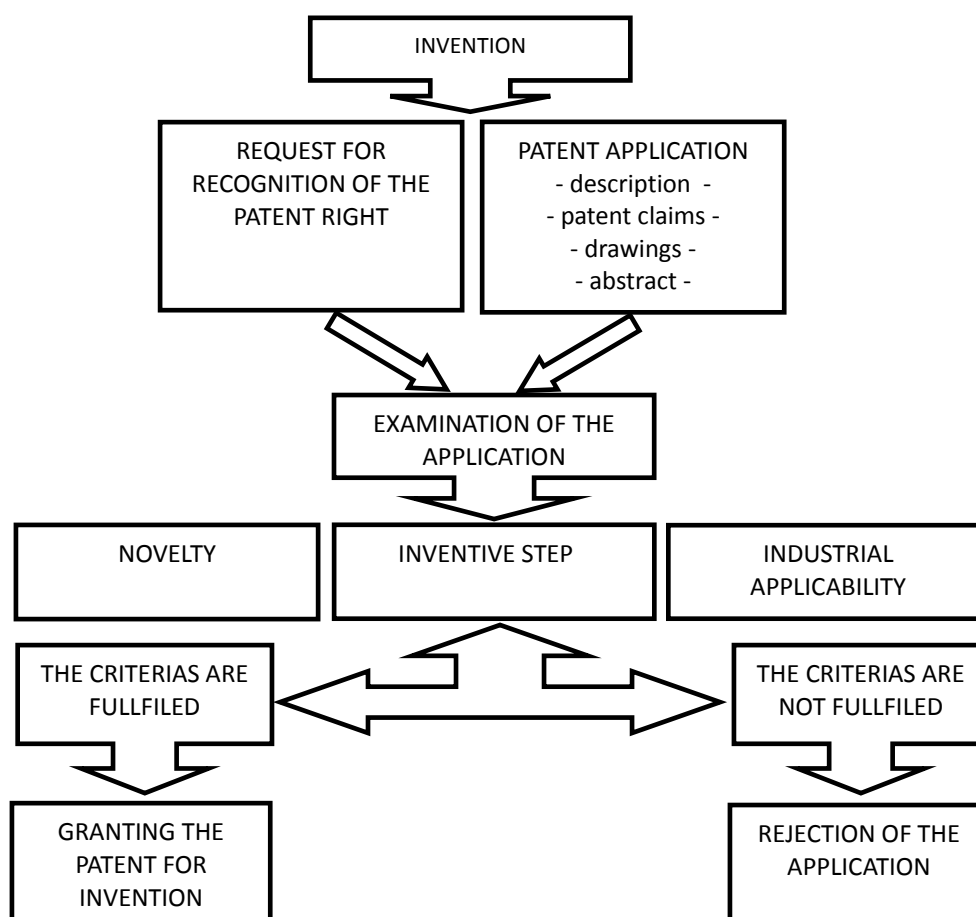 INVENTION
REQUEST FOR
RECOGNITION OF THE
PATENT RIGHT
PATENT APPLICATION
- description -
- patent claims -
- drawings -
- abstract -
EXAMINATION OF THE
APPLICATION
NOVELTY
INVENTIVE STEP
INDUSTRIAL
APPLICABILITY
THE CRITERIAS ARE
FULLFILED
THE CRITERIAS ARE
NOT FULLFILED
GRANTING THE
PATENT FOR
INVENTION
REJECTION OF THE
APPLICATION